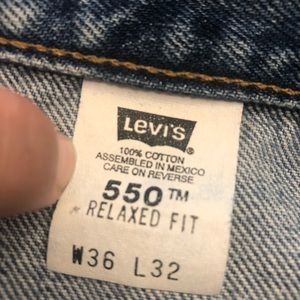 Levi's ®
100% COTTON
ASSEMBLED IN MEXICO
CARE ON REVERSE
550™
* RELAXED FIT
W36 L32